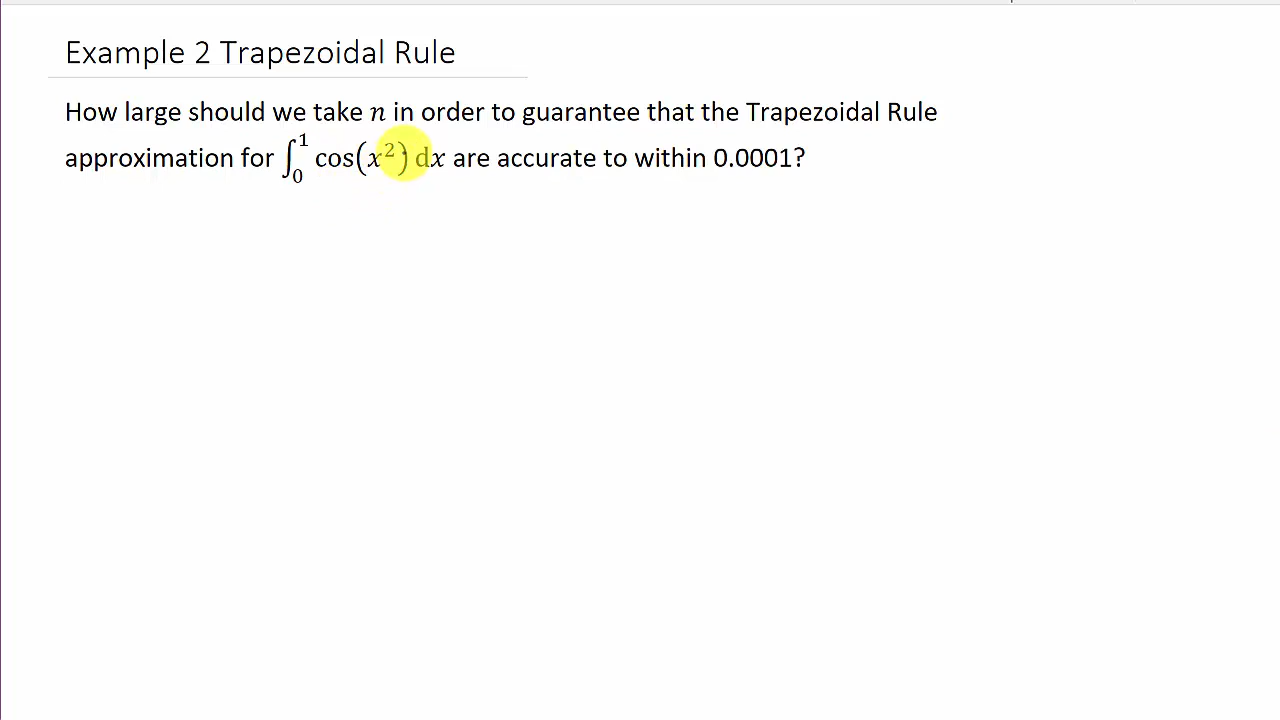 Example 2 Trapezoidal Rule
How large should we take n in order to guarantee that the Trapezoidal Rule
approximation for ∫₀¹ cos(x²) dx are accurate to within 0.0001?